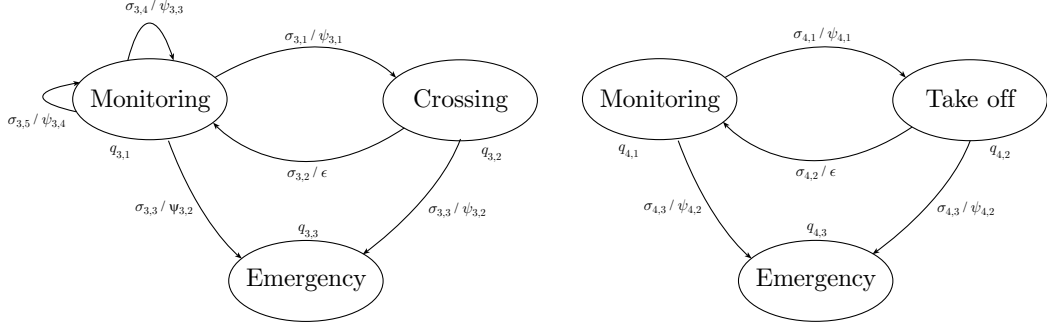 σ3,4 / ψ3,3
σ3,1 / ψ3,1
σ4,1 / ψ4,1
Monitoring
Crossing
Monitoring
Take off
σ3,5 / ψ3,4
q3,1
q3,2
q4,1
q4,2
σ3,2 / ϵ
σ4,2 / ϵ
σ3,3 / ψ3,2
σ3,3 / ψ3,2
σ4,3 / ψ4,2
σ4,3 / ψ4,2
q3,3
q4,3
Emergency
Emergency